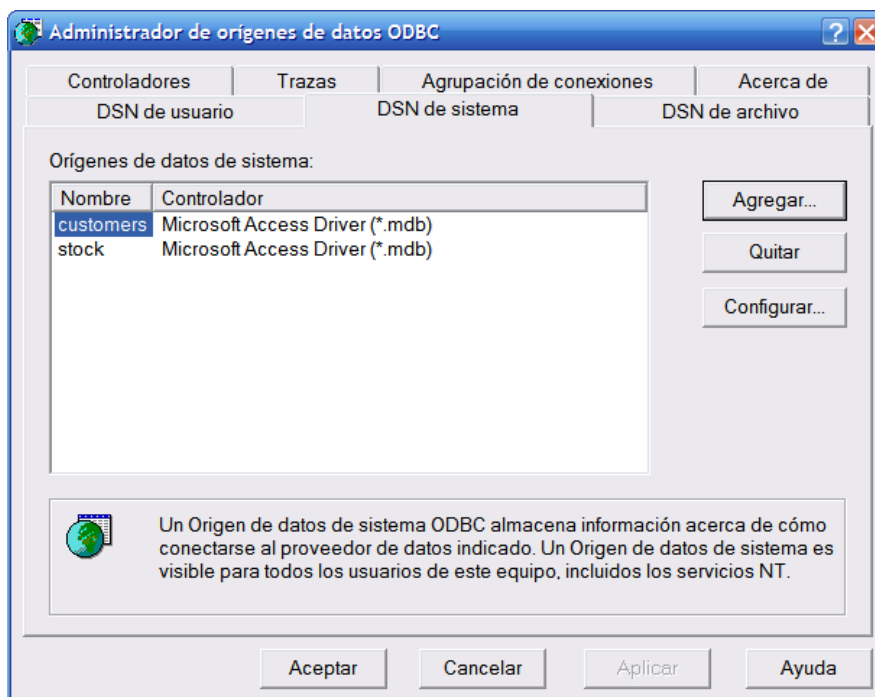 Administrador de orígenes de datos ODBC
Controladores Trazas Agrupación de conexiones Acerca de
DSN de usuario DSN de sistema DSN de archivo
Orígenes de datos de sistema:
Nombre Controlador
customers Microsoft Access Driver (*.mdb)
stock Microsoft Access Driver (*.mdb)
Agregar...
Quitar
Configurar...
Un Origen de datos de sistema ODBC almacena información acerca de cómo
conectarse al proveedor de datos indicado. Un Origen de datos de sistema es
visible para todos los usuarios de este equipo, incluidos los servicios NT.
Aceptar Cancelar Aplicar Ayuda